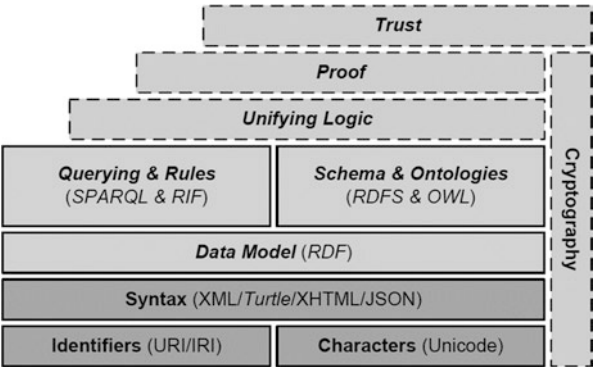 Trust
Proof
Unifying Logic
Querying & Rules
(SPARQL & RIF)
Schema & Ontologies
(RDFS & OWL)
Cryptography
Data Model (RDF)
Syntax (XML/Turtle/XHTML/JSON)
Identifiers (URI/IRI)
Characters (Unicode)